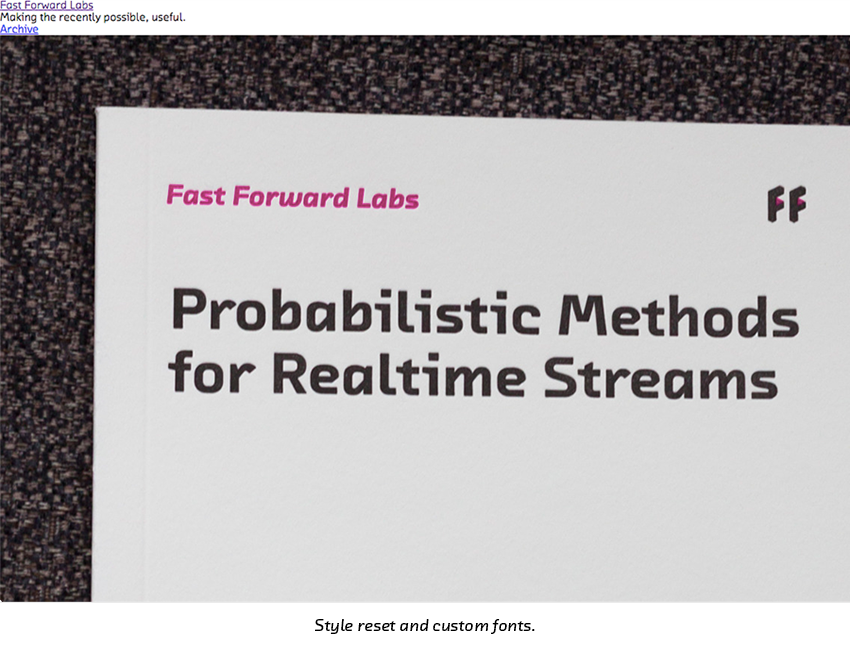 Fast Forward Labs
Making the recently possible, useful.
Archive
Fast Forward Labs
FF
Probabilistic Methods
for Realtime Streams
Style reset and custom fonts.